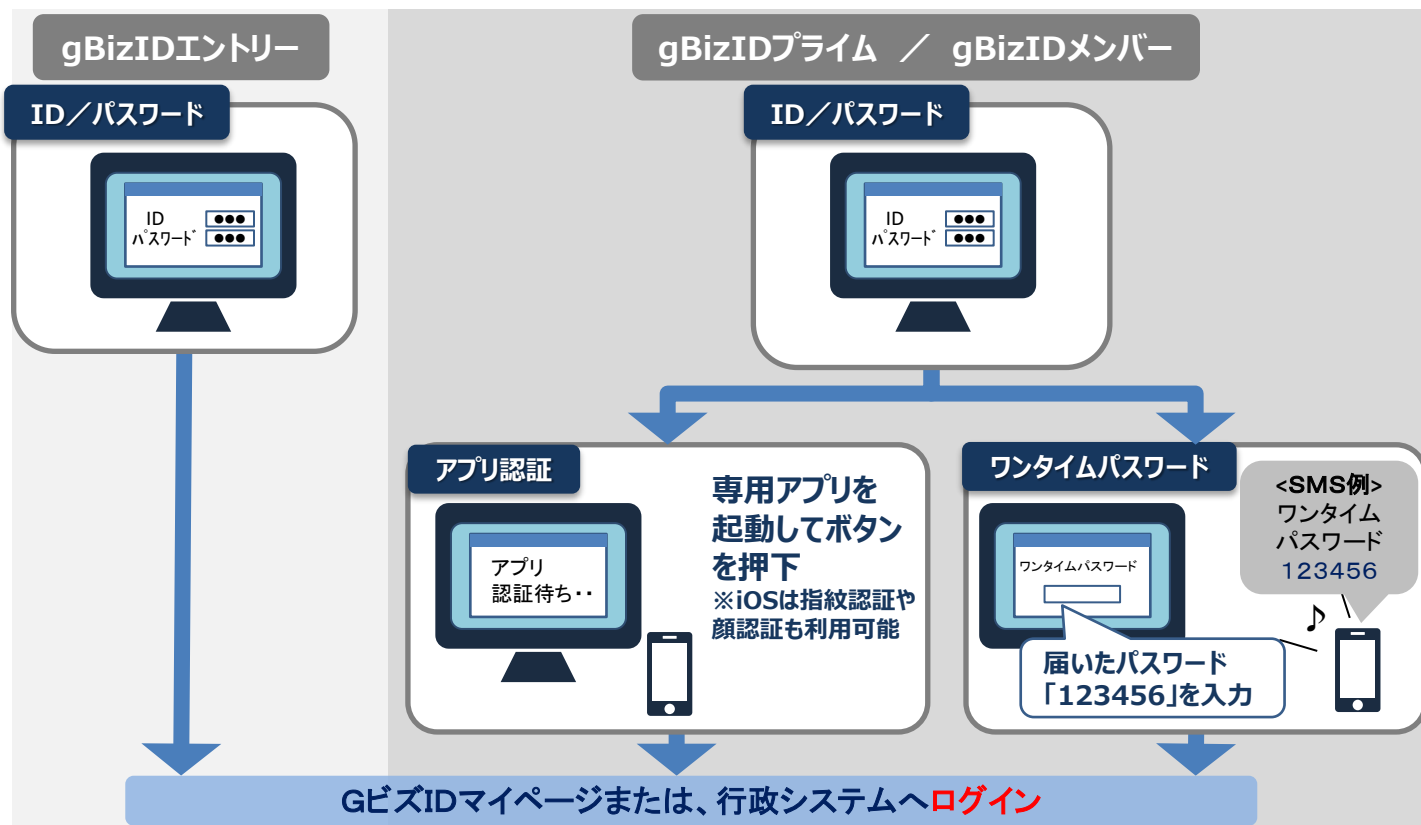 gBizIDエントリー
gBizIDプライム ／ gBizIDメンバー
ID／パスワード
ID ●●●
パスワード ●●●
ID／パスワード
ID ●●●
パスワード ●●●
アプリ認証
アプリ
認証待ち・・
専用アプリを
起動してボタン
を押下
※iOSは指紋認証や
顔認証も利用可能
ワンタイムパスワード
ワンタイムパスワード
<SMS例>
ワンタイム
パスワード
123456
♪
届いたパスワード
「123456」を入力
GビズIDマイページまたは、行政システムへログイン